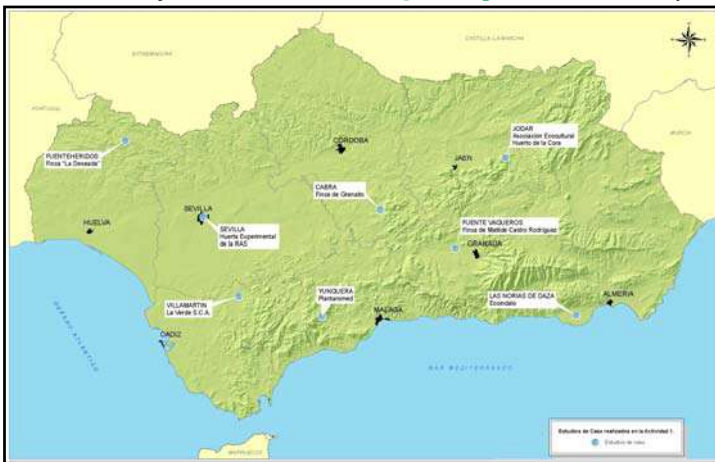 EXTREMADURA
CASTILLA-LA MANCHA
PORTUGAL
MURCIA
CÓRDOBA
JODAR
Asociación Ecocultural
Huerto de la Cora
JAEN
FUENTEHERIDOS
Finca "La Deseada"
CABRA
Finca de Granado
SEVILLA
SEVILLA
Huerta Experimental
de la RAS
HUELVA
FUENTE VAQUEROS
Finca de Matilde Castro Rodríguez
GRANADA
VILLAMARTIN
La Verde S.C.A.
YUNQUERA
Plantaromed
LAS NORIAS DE DAZA
Ecoindalo
ALMERIA
MALAGA
CADIZ
OCEANO ATLANTICO
MAR MEDITERRANEO
MARRUECOS
Estudios de Caso realizados en la Actividad 1.
Estudios de caso